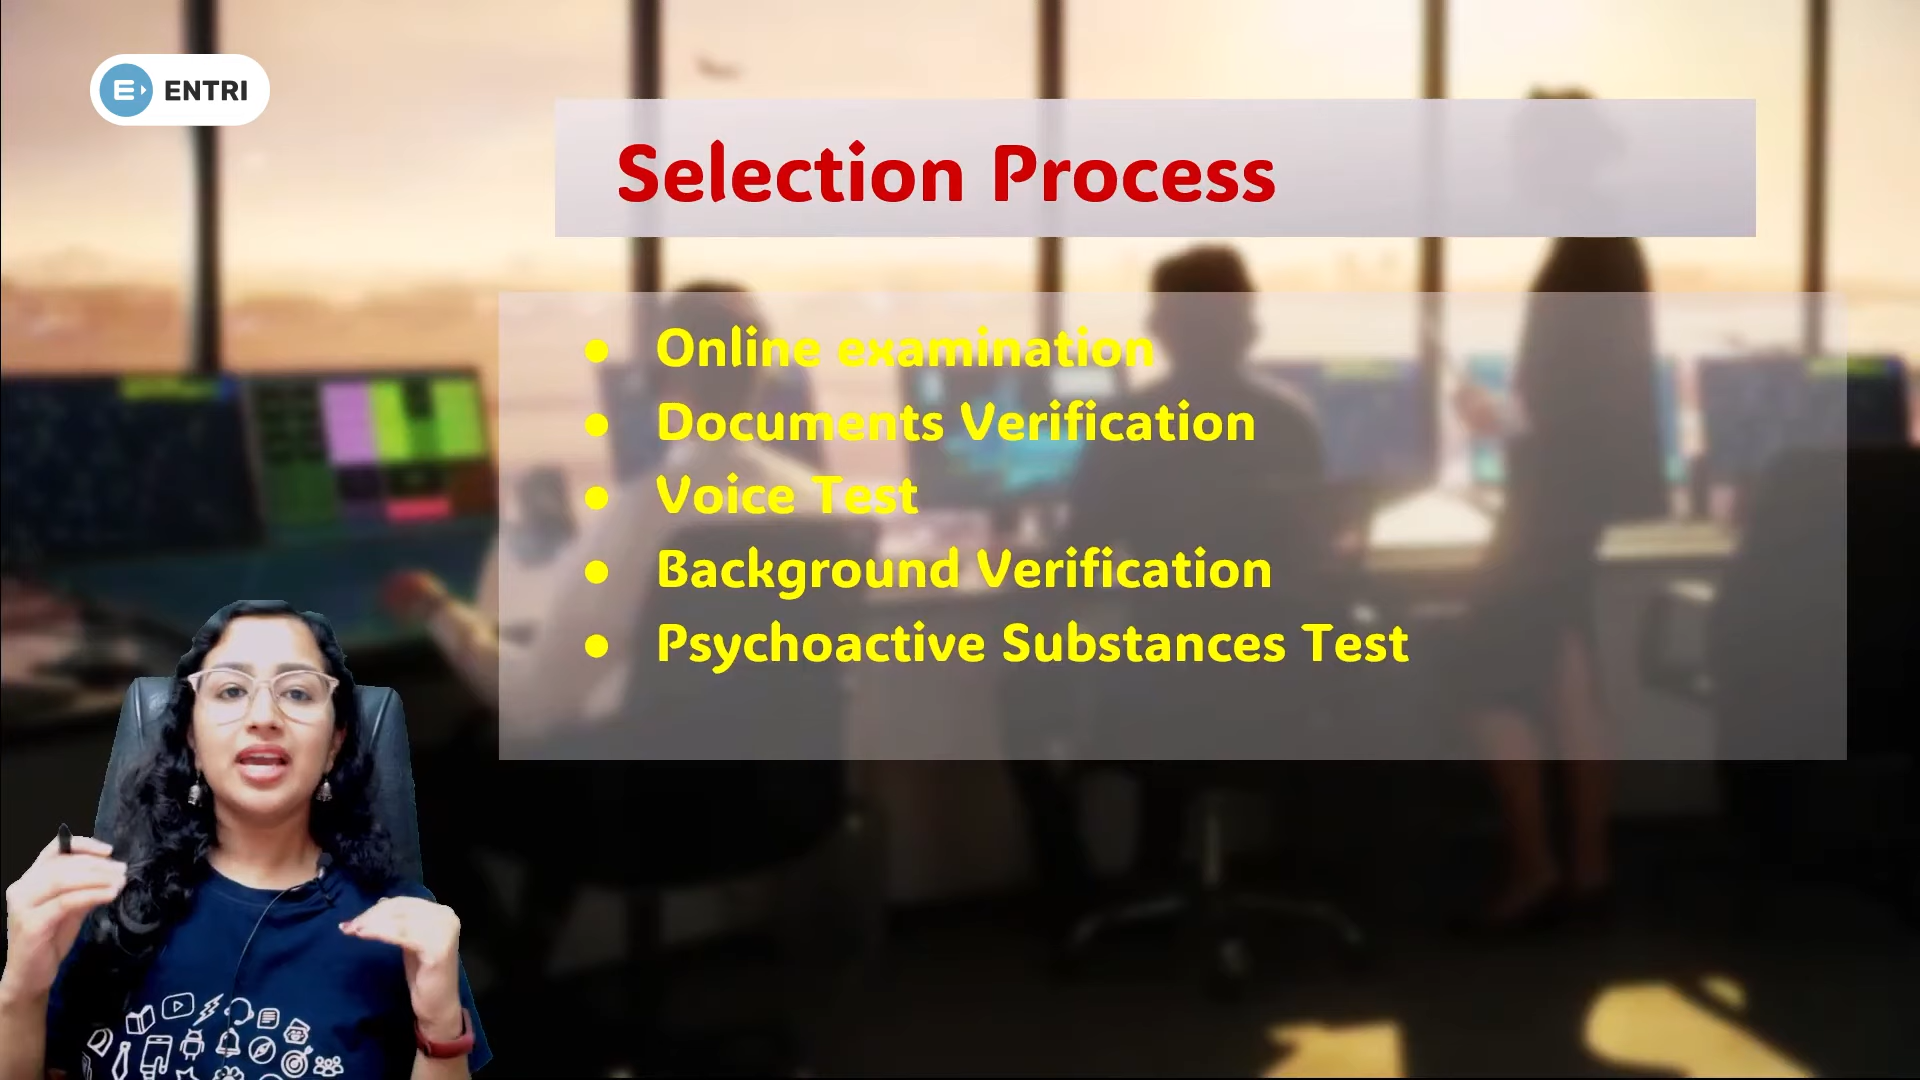 ENTRI
Selection Process
● Online examination
● Documents Verification
● Voice Test
● Background Verification
● Psychoactive Substances Test